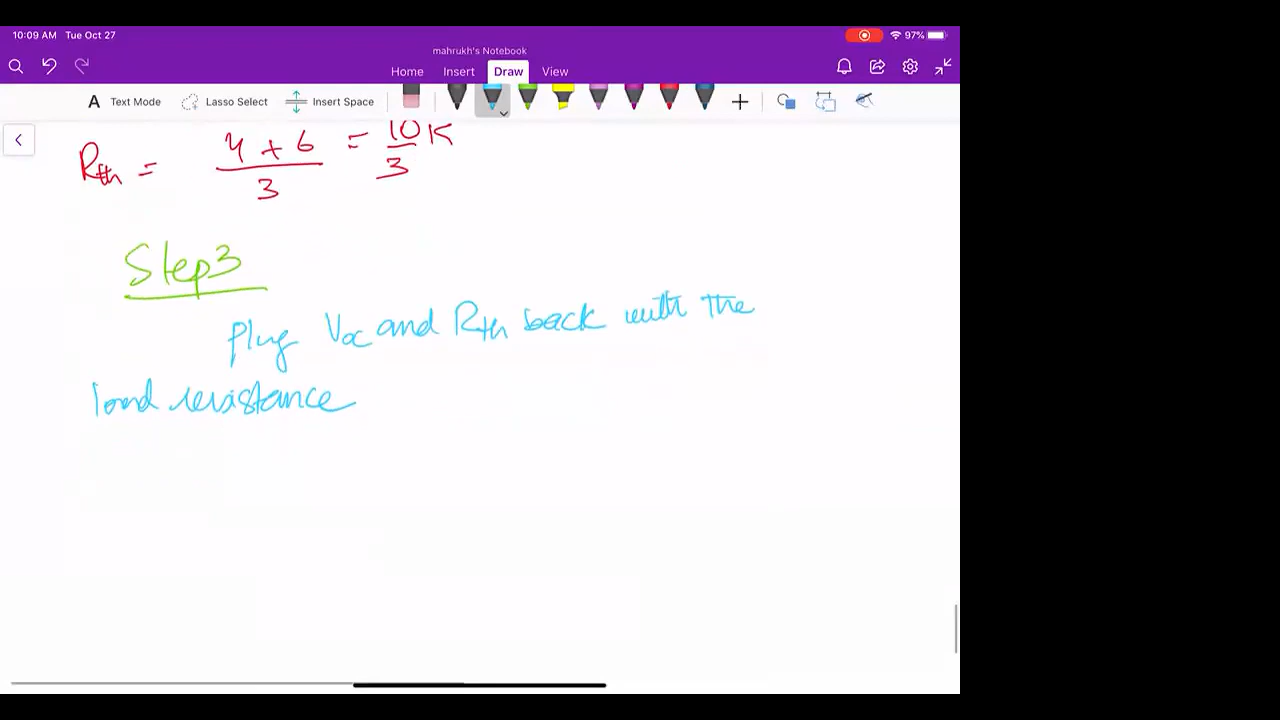 10:09 AM Tue Oct 27
97%
mahrukh's Notebook
Home Insert Draw View
Text Mode Lasso Select Insert Space
Rth = 4 + 6 / 3 = 10/3 K
Step3
Plug Voc and Rth back with the
load resistance